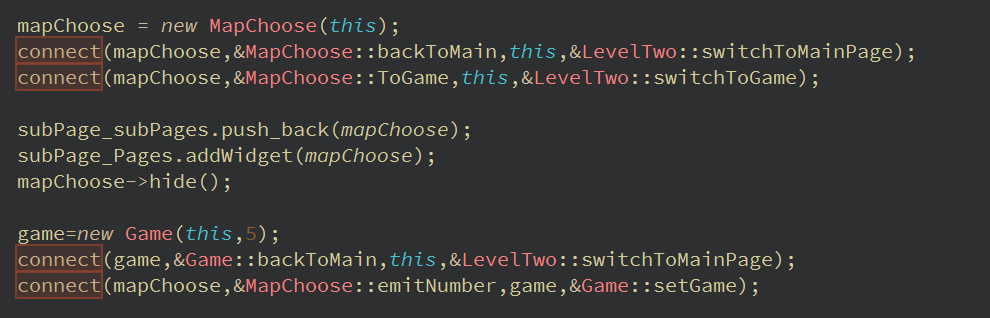 mapChoose = new MapChoose(this);
connect(mapChoose,&MapChoose::backToMain,this,&LevelTwo::switchToMainPage);
connect(mapChoose,&MapChoose::ToGame,this,&LevelTwo::switchToGame);
subPage_subPages.push_back(mapChoose);
subPage_Pages.addWidget(mapChoose);
mapChoose->hide();
game=new Game(this,5);
connect(game,&Game::backToMain,this,&LevelTwo::switchToMainPage);
connect(mapChoose,&MapChoose::emitNumber,game,&Game::setGame);